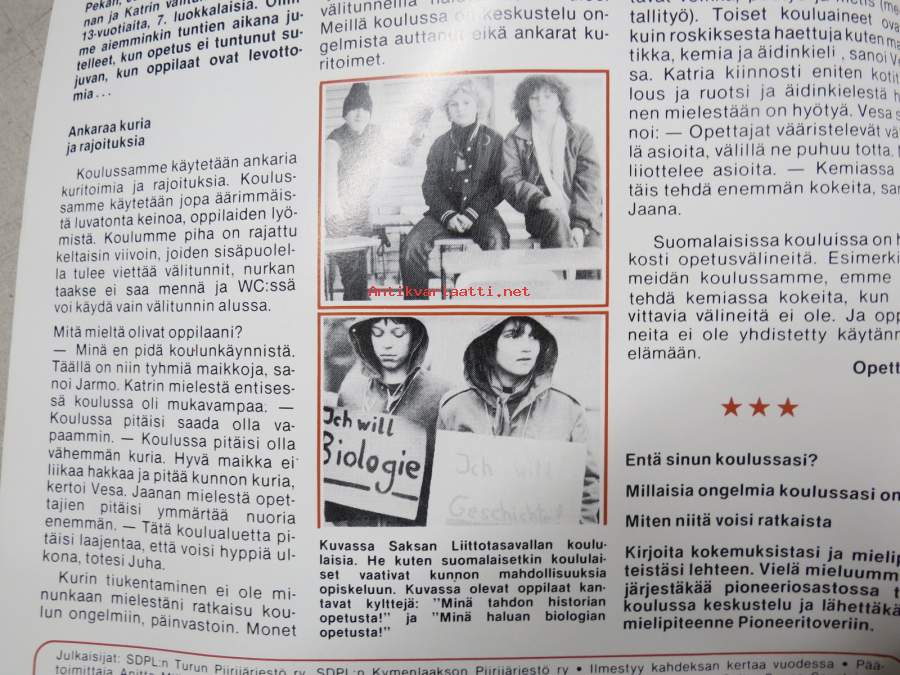 nan ja Katrin
13-vuotiaita, 7. luokkalaisia.
me aiemminkin tuntien aikana ju-
telleet, kun opetus ei tuntunut su-
juvan, kun oppilaat ovat levotto-
mia...
Ankaraa kuria
ja rajoituksia
Koulussamme käytetään ankaria
kuritoimia ja rajoituksia. Koulus-
samme käytetään jopa äärimmäis-
tä luvatonta keinoa, oppilaiden lyö-
mistä. Koulumme piha on rajattu
keltaisin viivoin, joiden sisäpuolel-
la tulee viettää välitunnit, nurkan
taakse ei saa mennä ja WC:ssä
voi käydä vain välitunnin alussa.
Mitä mieltä olivat oppilaani?
— Minä en pidä koulunkäynnistä.
Täällä on niin tyhmiä maikkoja, sa-
noi Jarmo. Katrin mielestä entises-
sä koulussa oli mukavampaa. —
Koulussa pitäisi saada olla va-
paammin. — Koulussa pitäisi olla
vähemmän kuria. Hyvä maikka ei
liikaa hakkaa ja pitää kunnon kuria,
kertoi Vesa. Jaanan mielestä opet-
tajien pitäisi ymmärtää nuoria
enemmän. — Tätä koulualuetta pi-
täisi laajentaa, että voisi hyppiä ul-
kona, totesi Juha.
Kurin tiukentaminen ei ole mi-
nunkaan mielestäni ratkaisu kou-
lun ongelmiin, päinvastoin. Monet
Meillä koulussa on keskustelu on-
gelmista auttanut eikä ankarat ku-
ritoimet.
Antikvariaatti.net
Ich will
Biologie
Ich will
Geschichte!
Kuvassa Saksan Liittotasavallan koulu-
laisia. He kuten suomalaisetkin koululai-
set vaativat kunnon mahdollisuuksia
opiskeluun. Kuvassa olevat oppilaat kan-
tavat kylttejä: "Minä tahdon historian
opetusta!" ja "Minä haluan biologian
opetusta!"
tallityö). Toiset kouluaineet ova
kuin roskiksesta haettuja kuten ma
tikka, kemia ja äidinkieli , sanoi Ve
sa. Katria kiinnosti eniten kotit
lous ja ruotsi ja äidinkielestä h
nen mielestään on hyötyä. Vesa s
noi: — Opettajat vääristelevät vä
lä asioita, välillä ne puhuu totta.
liiottelee asioita. — Kemiassa
täis tehdä enemmän kokeita, sa
Jaana.
Suomalaisissa kouluissa on h
kosti opetusvälineitä. Esimerki
meidän koulussamme, emme
tehdä kemiassa kokeita, kun
vittavia välineitä ei ole. Ja opp
neita ei ole yhdistetty käytänn
elämään.
Opett
★ ★ ★
Entä sinun koulussasi?
Millaisia ongelmia koulussasi on
Miten niitä voisi ratkaista
Kirjoita kokemuksistasi ja mielip
teistäsi lehteen. Vielä mieluumm
järjestäkää pioneeriosastossa t
koulussa keskustelu ja lähettäkä
mielipiteenne Pioneeritoveriin.
Julkaisijat: SDPL:n Turun Piirijärjestö ry, SDPL:n Kymenlaakson Piirijärjestö ry • Ilmestyy kahdeksan kertaa vuodessa • Pää-